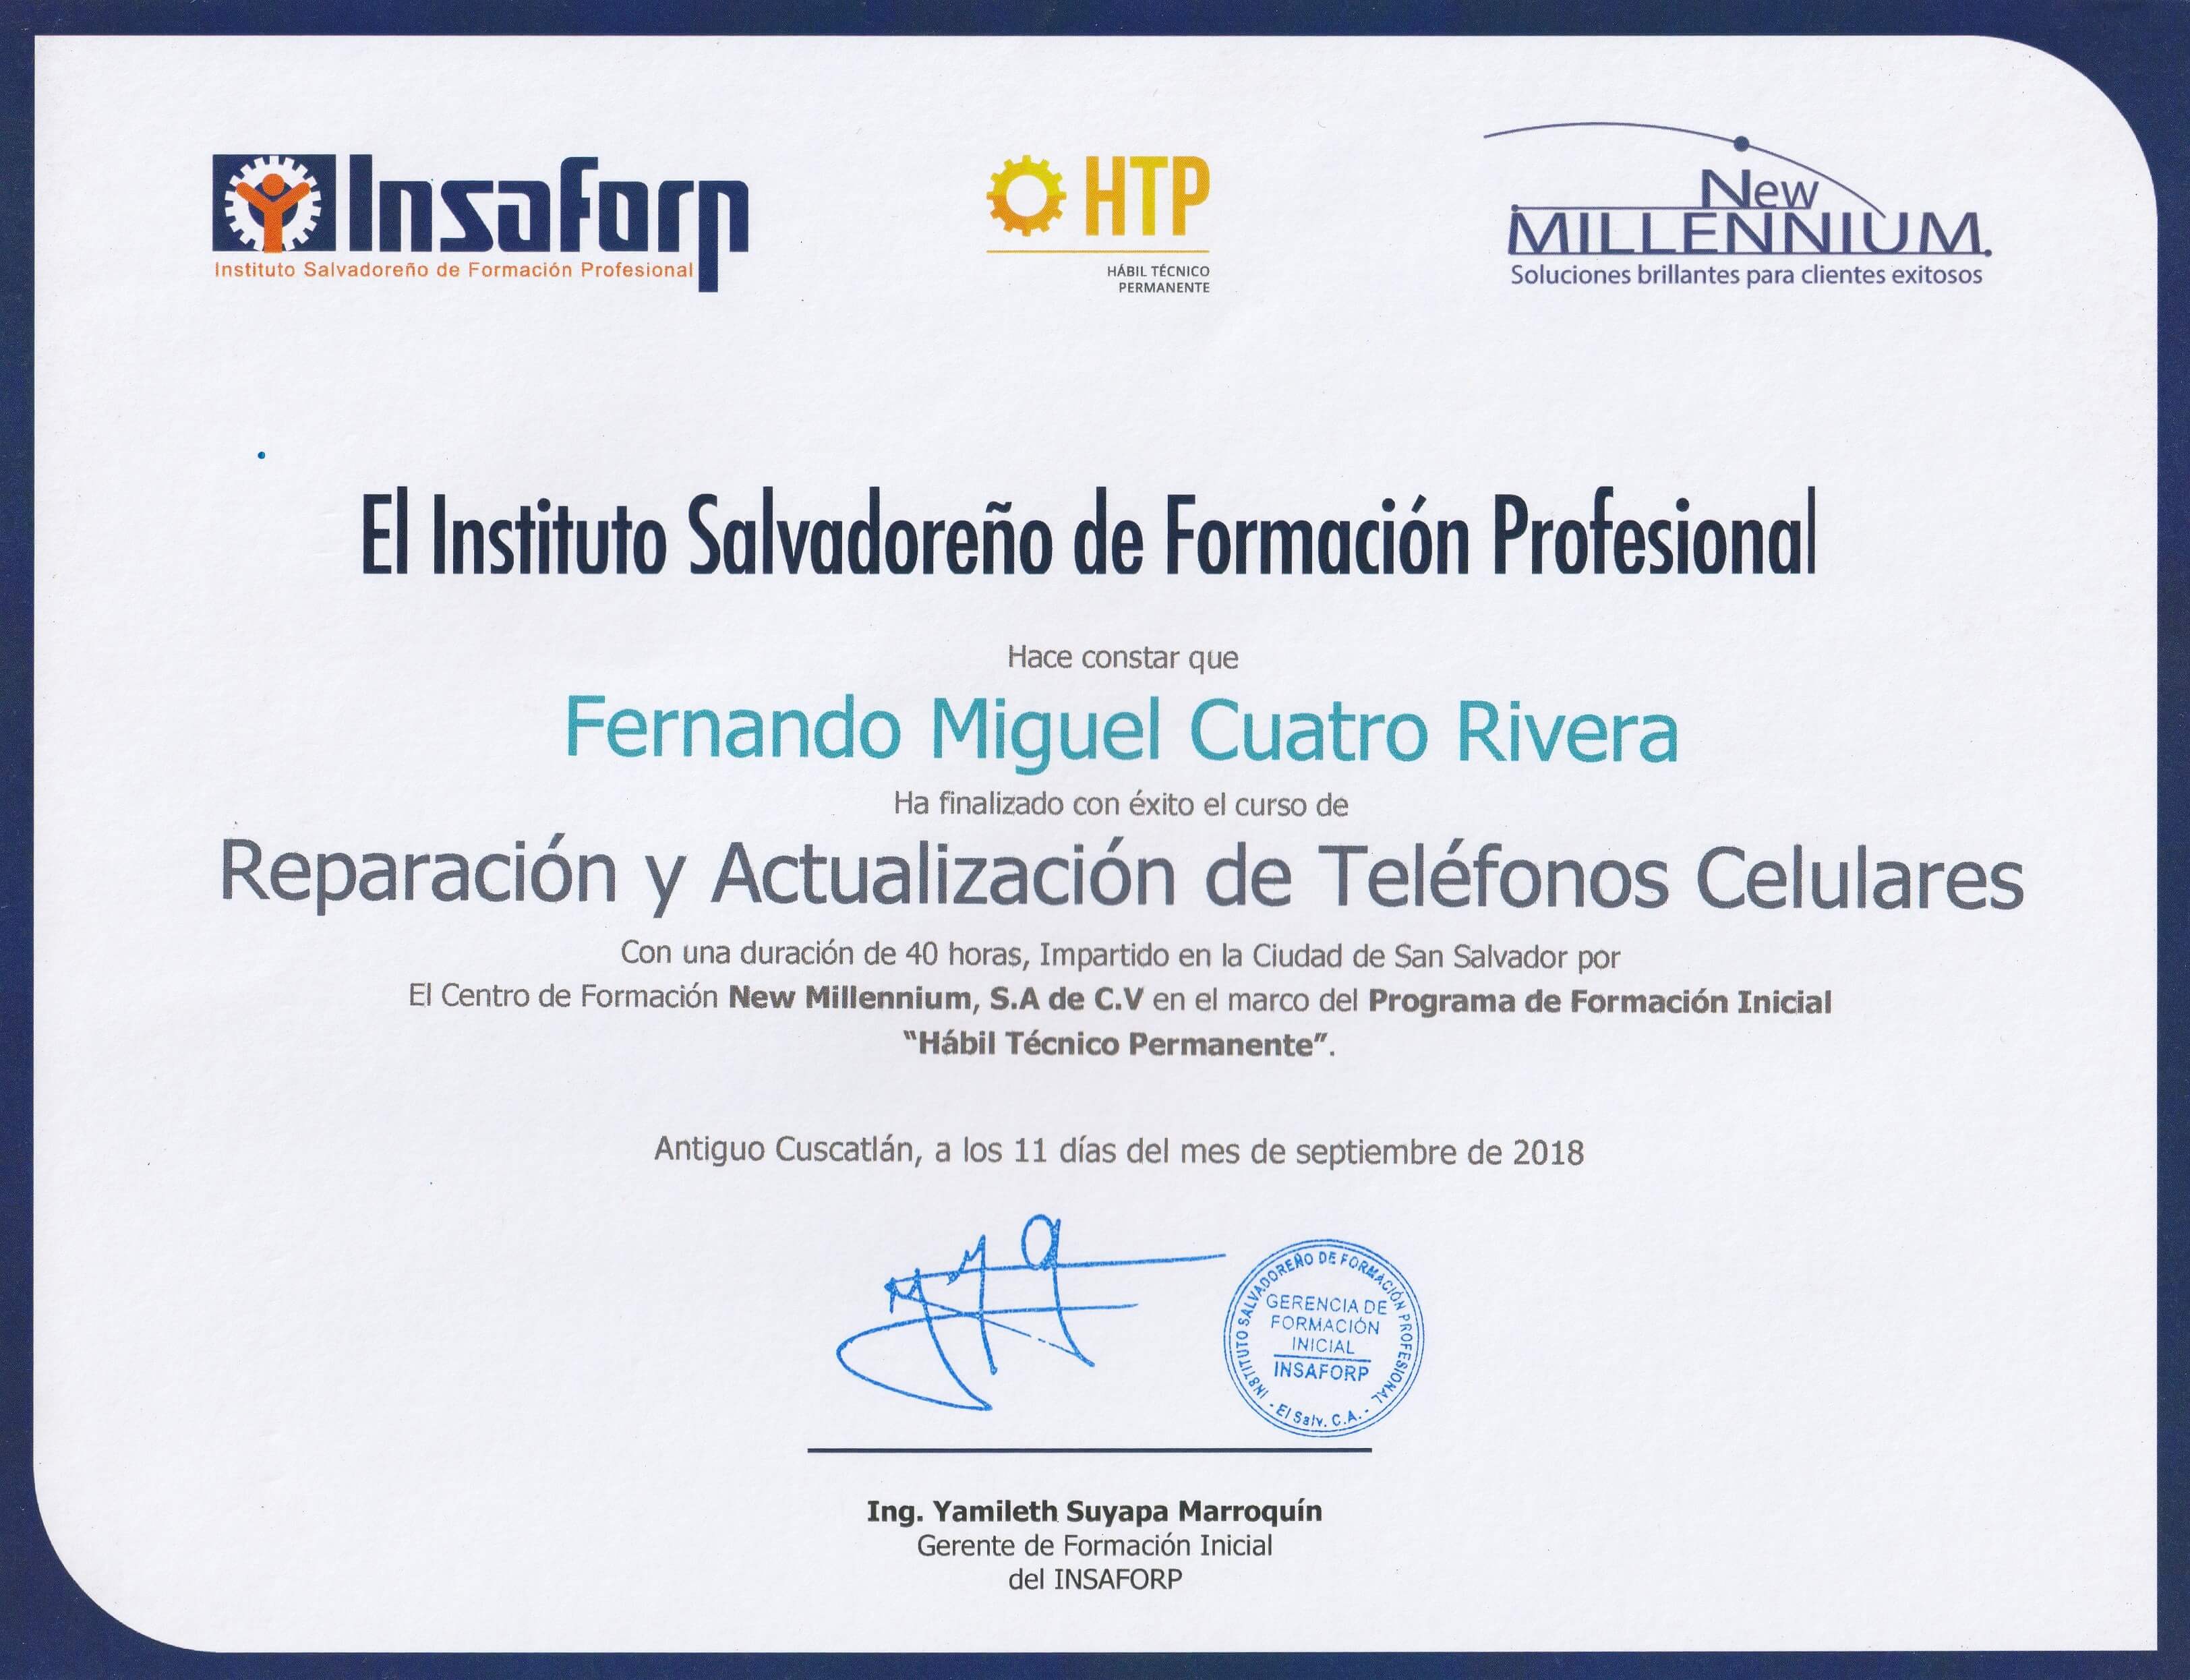 Insaforp
Instituto Salvadoreño de Formación Profesional
HTP
HÁBIL TÉCNICO
PERMANENTE
New
MILLENNIUM.
Soluciones brillantes para clientes exitosos
El Instituto Salvadoreño de Formación Profesional
Hace constar que
Fernando Miguel Cuatro Rivera
Ha finalizado con éxito el curso de
Reparación y Actualización de Teléfonos Celulares
Con una duración de 40 horas, Impartido en la Ciudad de San Salvador por
El Centro de Formación New Millennium, S.A de C.V en el marco del Programa de Formación Inicial
“Hábil Técnico Permanente”.
Antiguo Cuscatlán, a los 11 días del mes de septiembre de 2018
INSTITUTO SALVADOREÑO DE FORMACIÓN PROFESIONAL
GERENCIA DE
FORMACIÓN
INICIAL
INSAFORP
- El Salv. C.A. -
Ing. Yamileth Suyapa Marroquín
Gerente de Formación Inicial
del INSAFORP